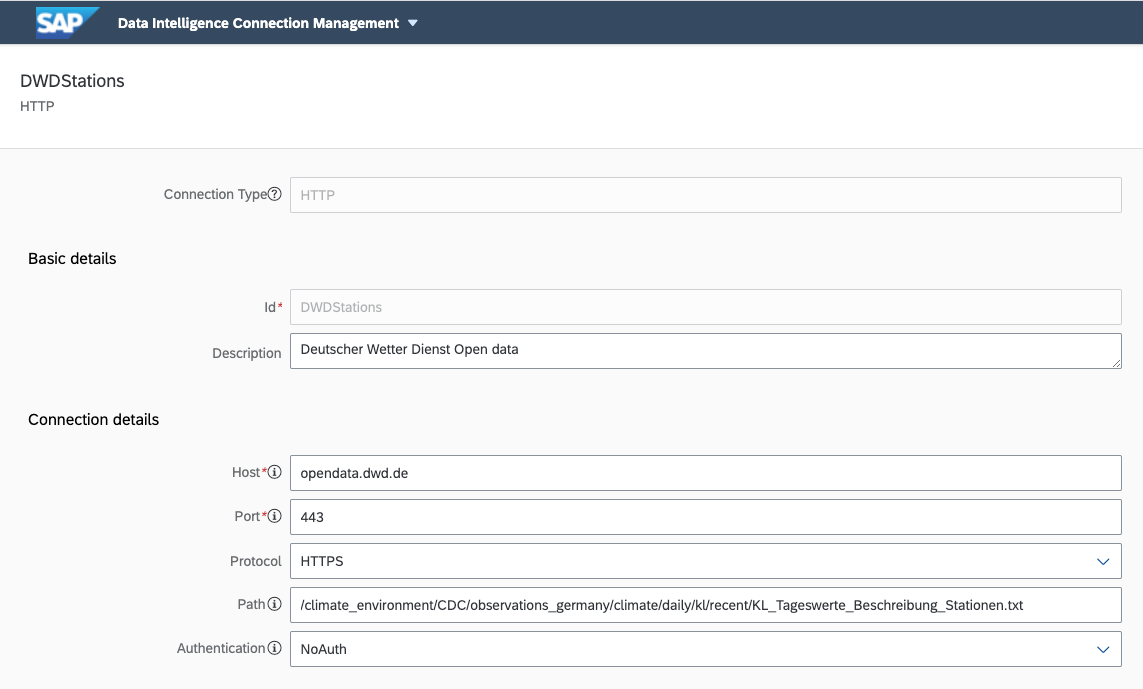 SAP Data Intelligence Connection Management
DWDStations
HTTP
Connection Type HTTP
Basic details
Id* DWDStations
Description Deutscher Wetter Dienst Open data
Connection details
Host* opendata.dwd.de
Port* 443
Protocol HTTPS
Path /climate_environment/CDC/observations_germany/climate/daily/kl/recent/KL_Tageswerte_Beschreibung_Stationen.txt
Authentication NoAuth